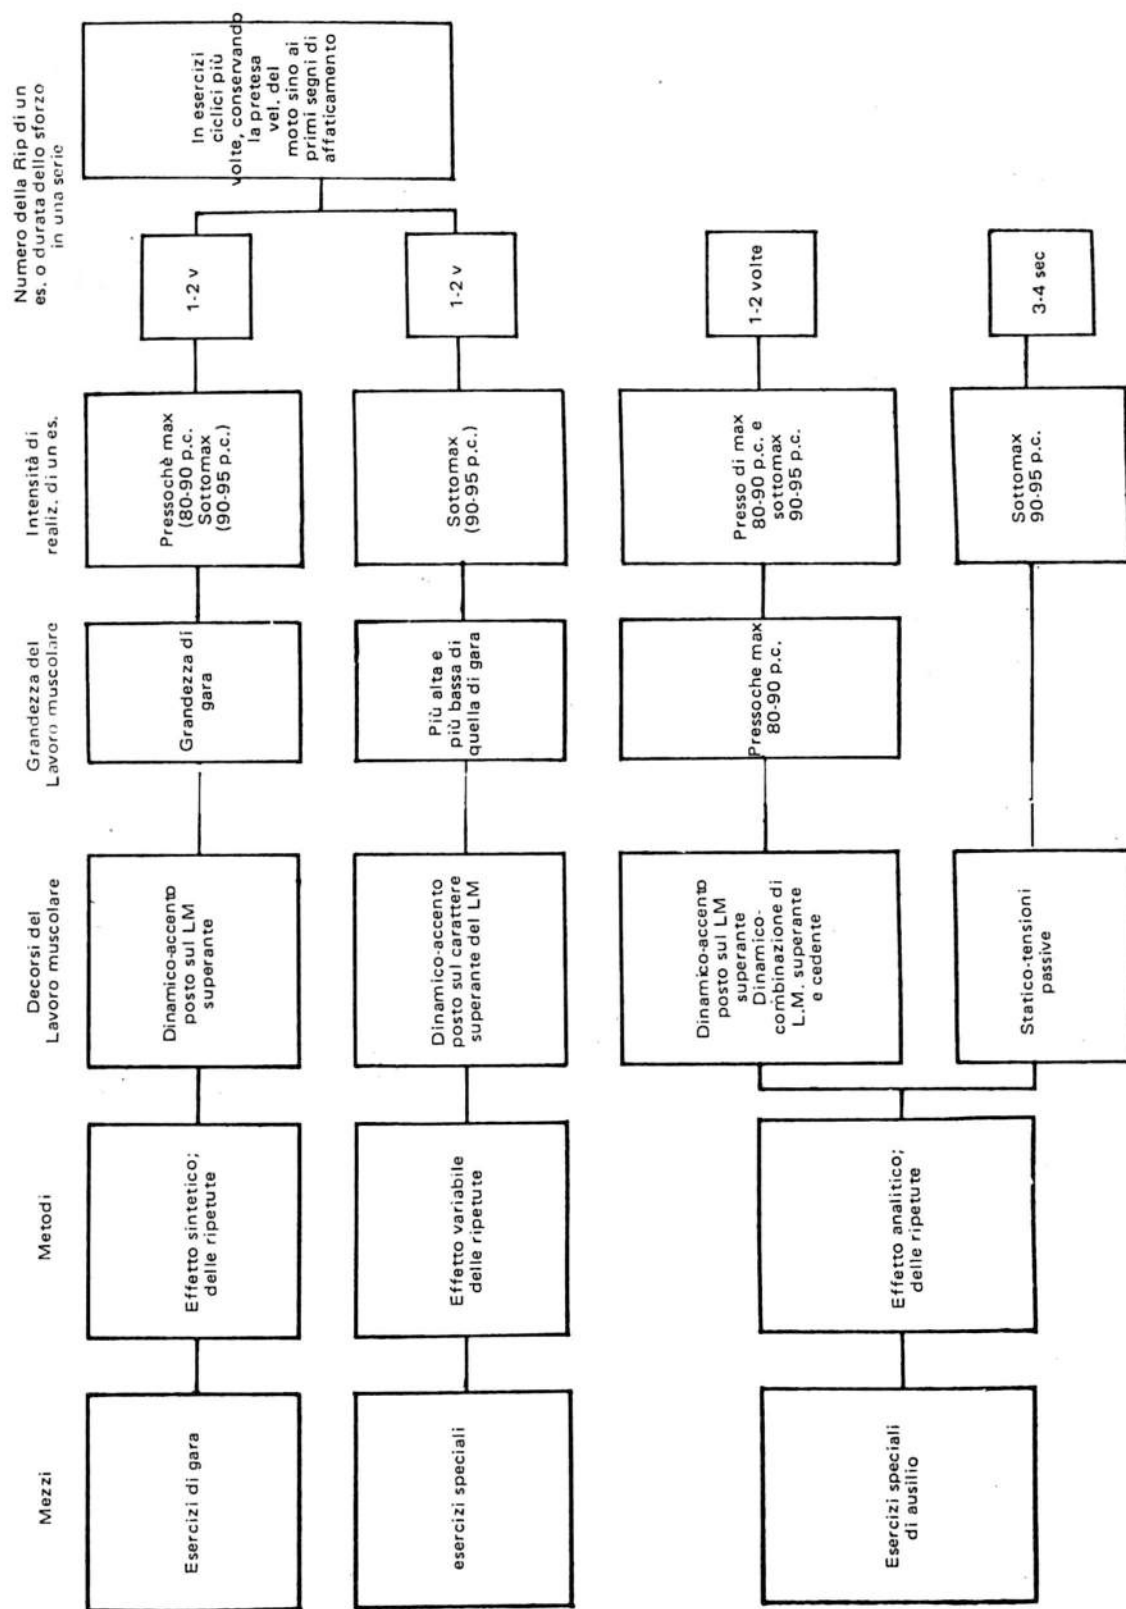 Mezzi
Metodi
Decorsi del
Lavoro muscolare
Grandezza del
Lavoro muscolare
Intensità di
realiz. di un es.
Numero della Rip di un
es. o durata dello sforzo
in una serie
Esercizi di gara
Effetto sintetico;
delle ripetute
Dinamico-accento
posto sul LM
superante
Grandezza di
gara
Pressochè max
(80-90 p.c.
Sottomax
(90-95 p.c.)
1-2 v
In esercizi
ciclici più
volte, conservando
la pretesa
vel. del
moto sino ai
primi segni di
affaticamento
esercizi speciali
Effetto variabile
delle ripetute
Dinamico-accento
posto sul carattere
superante del LM
Più alta e
più bassa di
quella di gara
Sottomax
(90-95 p.c.)
1-2 v
Esercizi speciali
di ausilio
Effetto analitico;
delle ripetute
Dinamico-accento
posto sul LM
superante
Dinamico-
combinazione di
L.M. superante
e cedente
Pressoche max
80-90 p.c.
Presso di max
80-90 p.c. e
sottomax
90-95 p.c.
1-2 volte
Statico-tensioni
passive
Sottomax
90-95 p.c.
3-4 sec